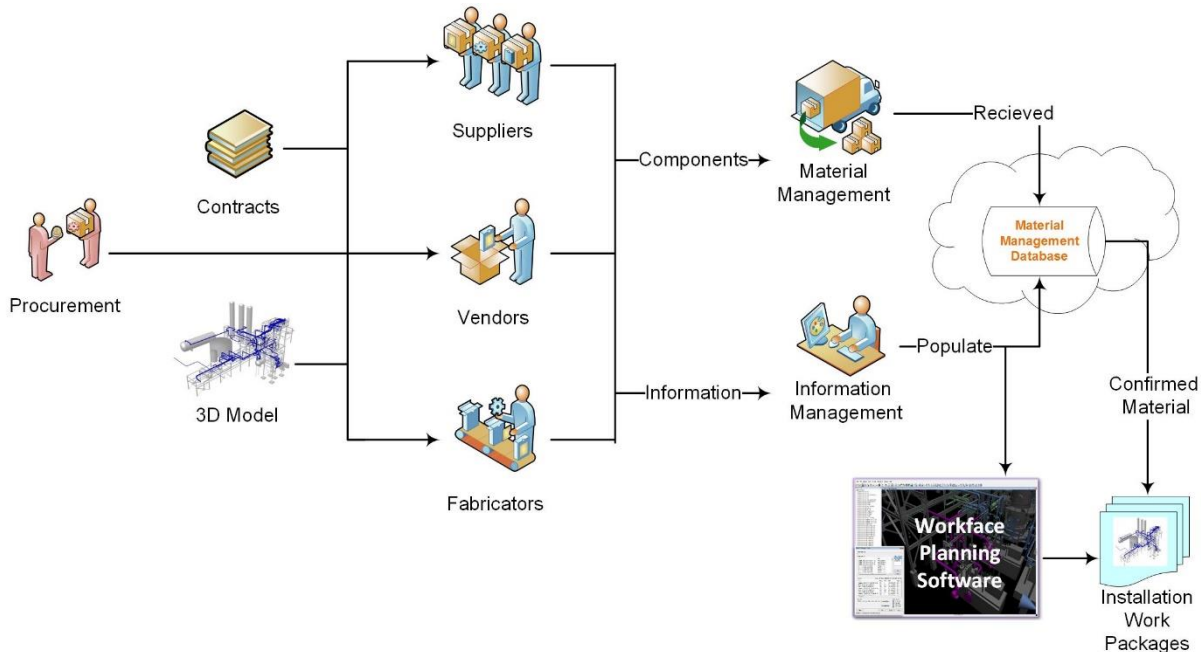 Suppliers
Contracts
Procurement
Vendors
3D Model
Fabricators
Components
Material
Management
Recieved
Material
Management
Database
Information
Information
Management
Populate
Confirmed
Material
Workface
Planning
Software
Installation
Work
Packages